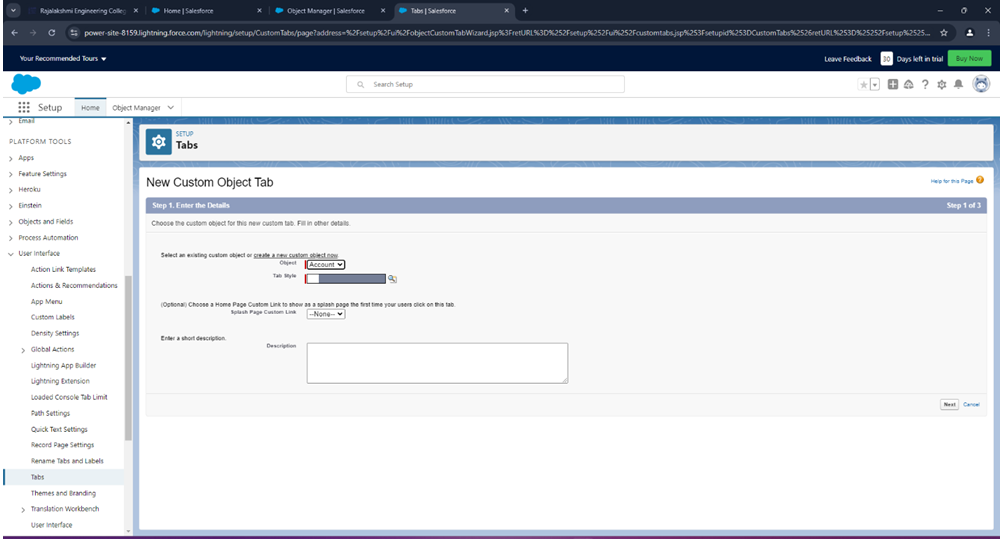 Rajalakshmi Engineering Colleg
Home | Salesforce
Object Manager | Salesforce
Tabs | Salesforce
power-site-8159.lightning.force.com/lightning/setup/CustomTabs/page?address=%2Fsetup%2Fui%2FobjectCustomTabWizard.jsp%3FretURL%3D%252Fsetup%252Fui%252Fcustomtabs.jsp%253Fsetupid%253DCustomTabs%2526retURL%253D%25252Fsetup%2525...
Your Recommended Tours
Leave Feedback
30 Days left in trial
Buy Now
Search Setup
Setup
Home
Object Manager
Email
PLATFORM TOOLS
Apps
Feature Settings
Heroku
Einstein
Objects and Fields
Process Automation
User Interface
Action Link Templates
Actions & Recommendations
App Menu
Custom Labels
Density Settings
Global Actions
Lightning App Builder
Lightning Extension
Loaded Console Tab Limit
Path Settings
Quick Text Settings
Record Page Settings
Rename Tabs and Labels
Tabs
Themes and Branding
Translation Workbench
User Interface
SETUP
Tabs
New Custom Object Tab
Help for this Page
Step 1. Enter the Details
Step 1 of 3
Choose the custom object for this new custom tab. Fill in other details.
Select an existing custom object or create a new custom object now.
Object
Account
Tab Style
(Optional) Choose a Home Page Custom Link to show as a splash page the first time your users click on this tab.
Splash Page Custom Link
--None--
Enter a short description.
Description
Next
Cancel